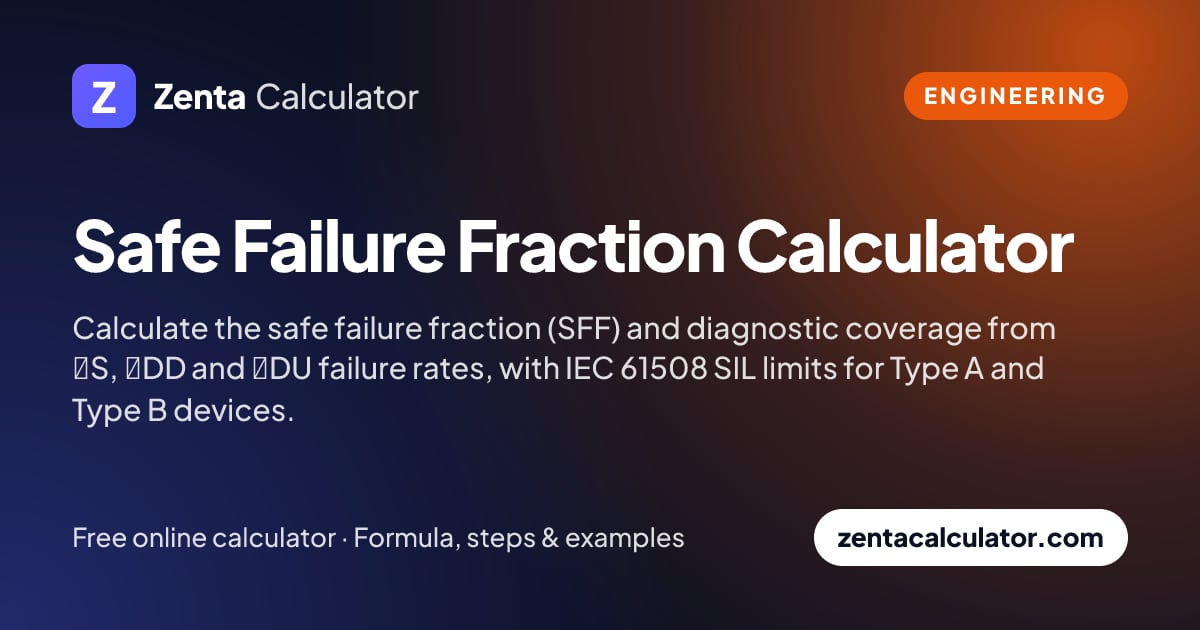 Z Zenta Calculator
ENGINEERING
Safe Failure Fraction Calculator
Calculate the safe failure fraction (SFF) and diagnostic coverage from
􏿮S, 􏿮DD and 􏿮DU failure rates, with IEC 61508 SIL limits for Type A and
Type B devices.
Free online calculator · Formula, steps & examples
zentacalculator.com